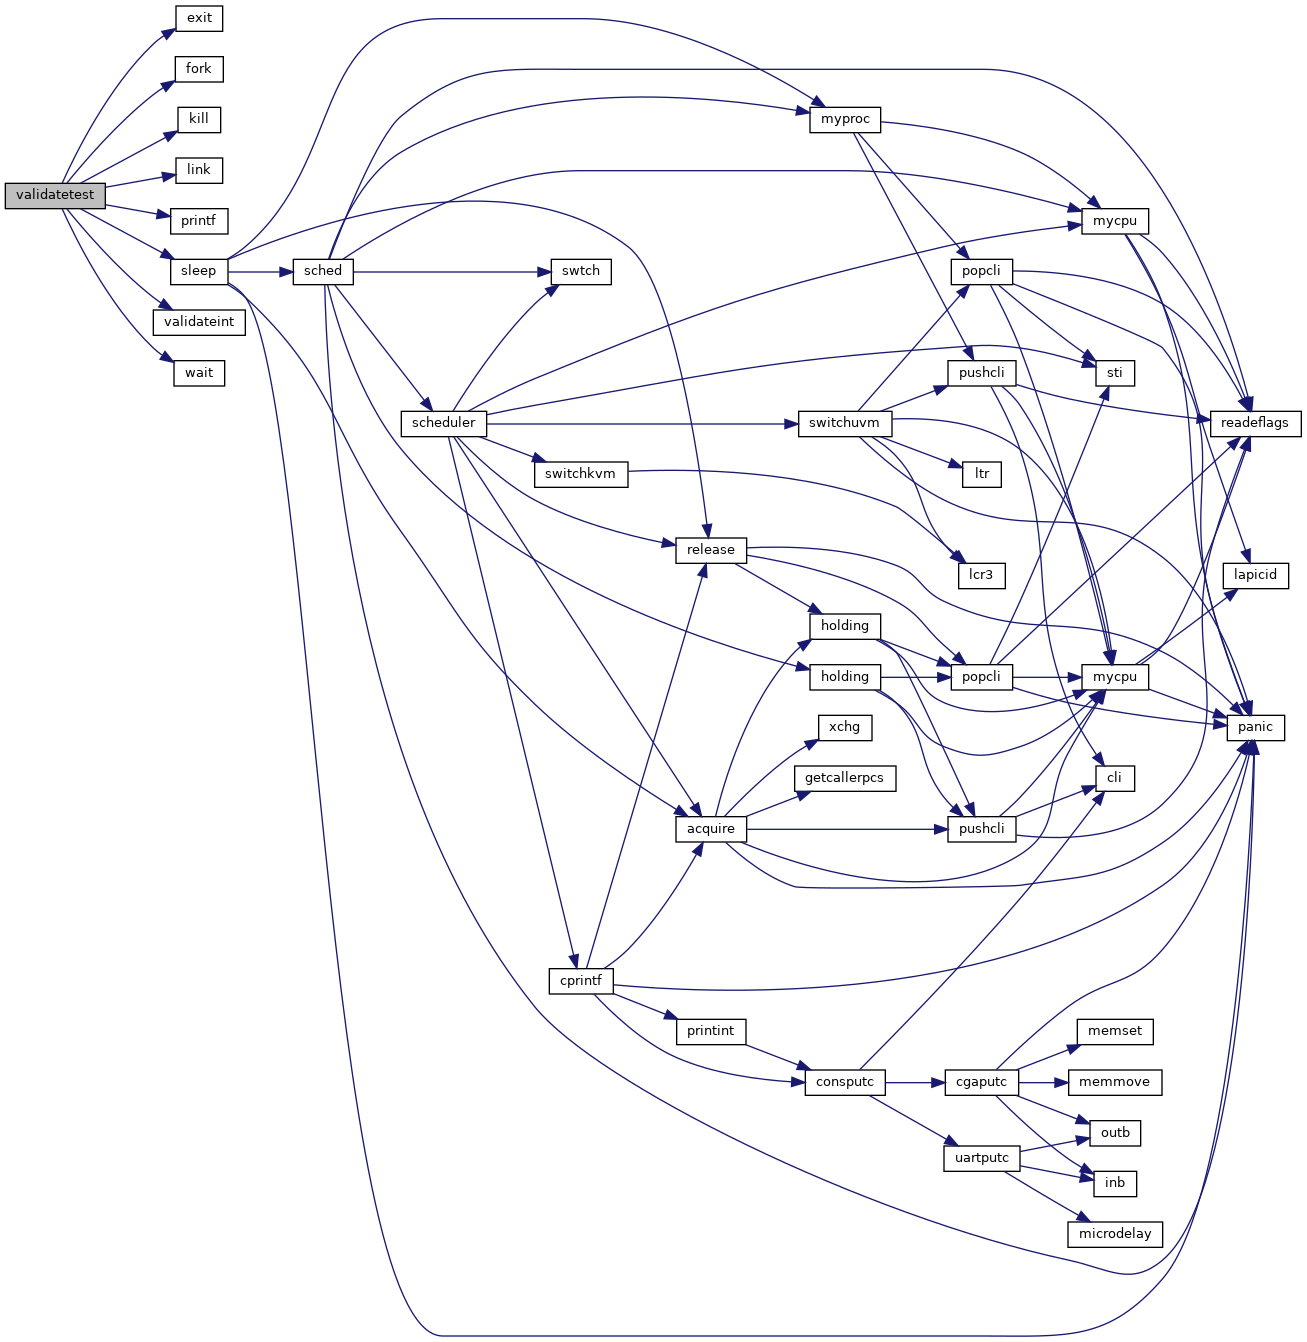 exit
fork
kill
link
validatetest
printf
sleep
validateint
wait
sched
swtch
scheduler
switchkvm
release
myproc
mycpu
popcli
pushcli
sti
switchuvm
readeflags
ltr
lcr3
lapicid
holding
holding
popcli
mycpu
xchg
panic
getcallerpcs
cli
acquire
pushcli
cprintf
printint
consputc
cgaputc
memset
memmove
outb
uartputc
inb
microdelay